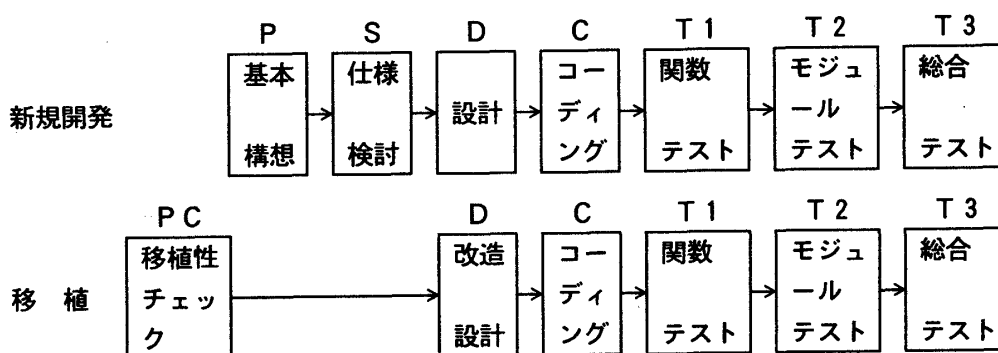 P S D C T1 T2 T3
新規開発
基本
構想
仕様
検討
設計
コー
ディ
ング
関数
テスト
モジュ
ール
テスト
総合
テスト
PC D C T1 T2 T3
移植
移植性
チェッ
ク
改造
設計
コー
ディ
ング
関数
テスト
モジュ
ール
テスト
総合
テスト